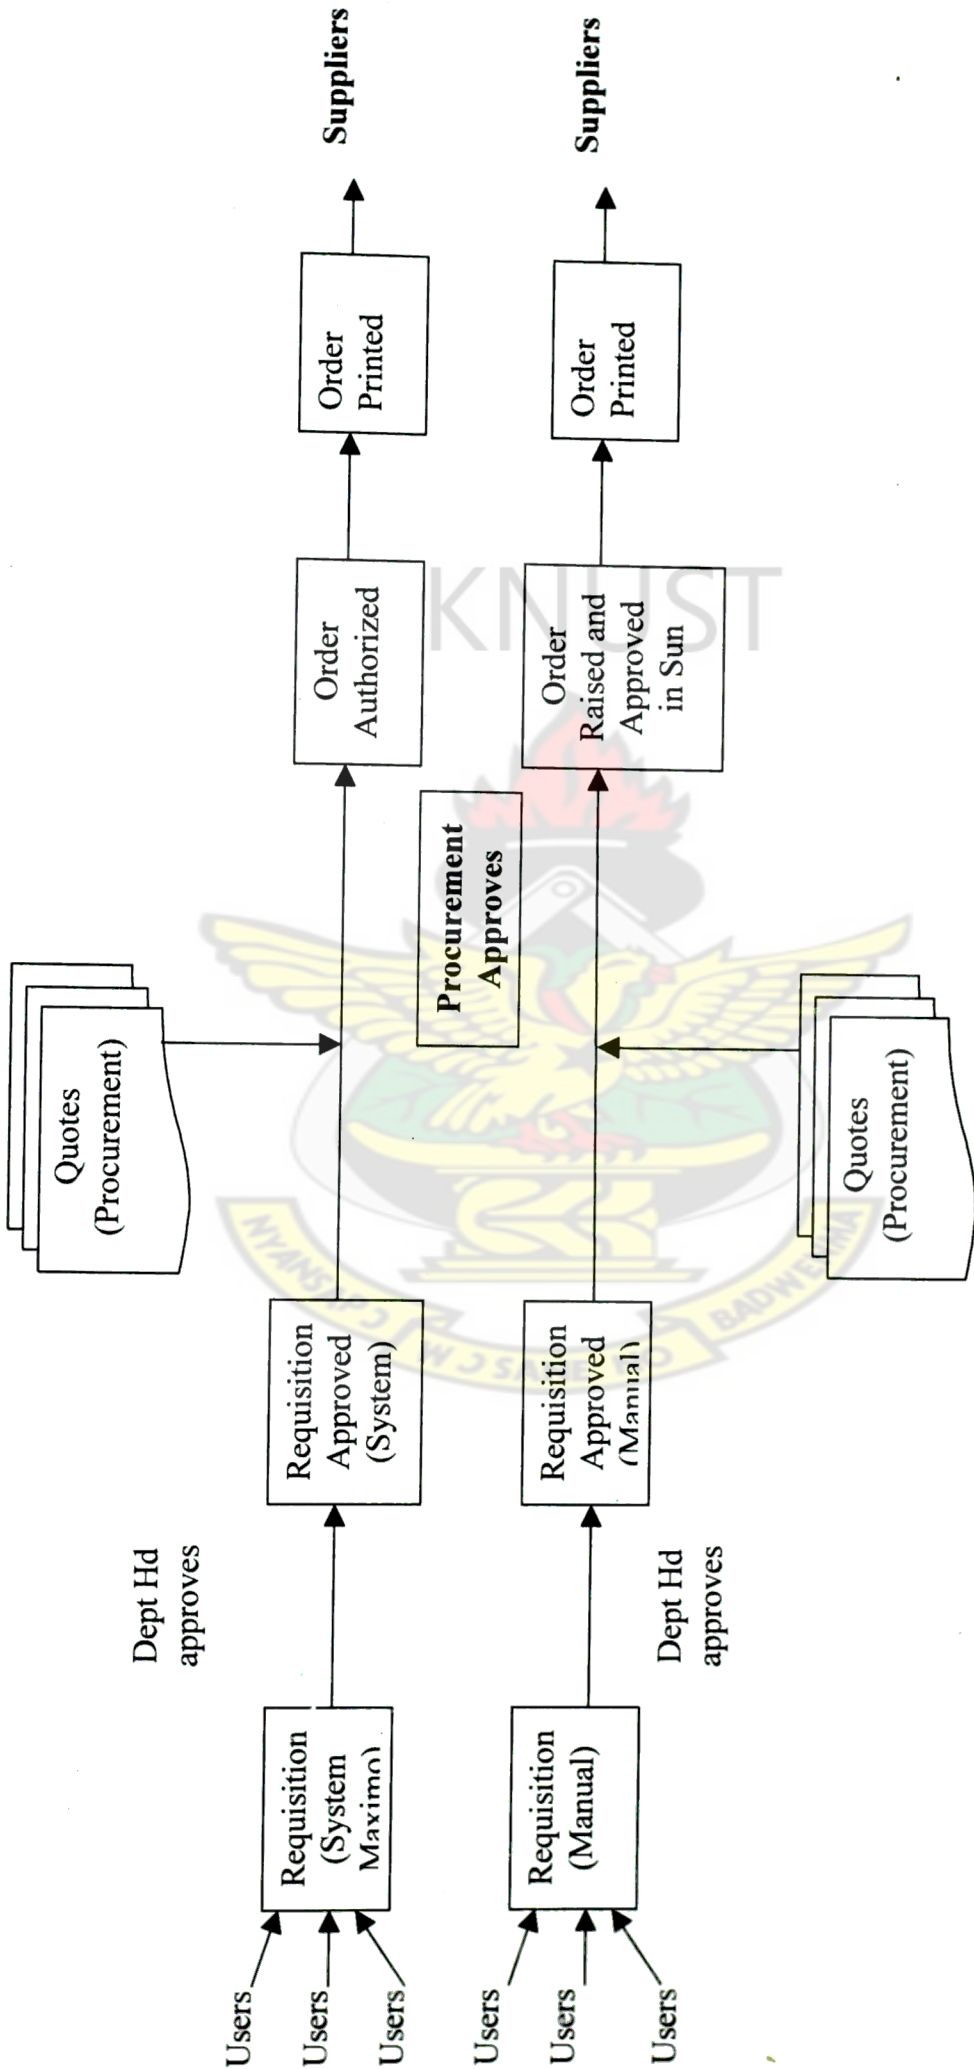 Users
Users
Users
Requisition
(System
Maximo)
Dept Hd
approves
Requisition
Approved
(System)
Quotes
(Procurement)
Order
Authorized
Order
Printed
Suppliers
Procurement
Approves
Users
Users
Users
Requisition
(Manual)
Dept Hd
approves
Requisition
Approved
(Manual)
Quotes
(Procurement)
Order
Raised and
Approved
in Sun
Order
Printed
Suppliers
KNUST
NYANSAPƆ
BADWENMA